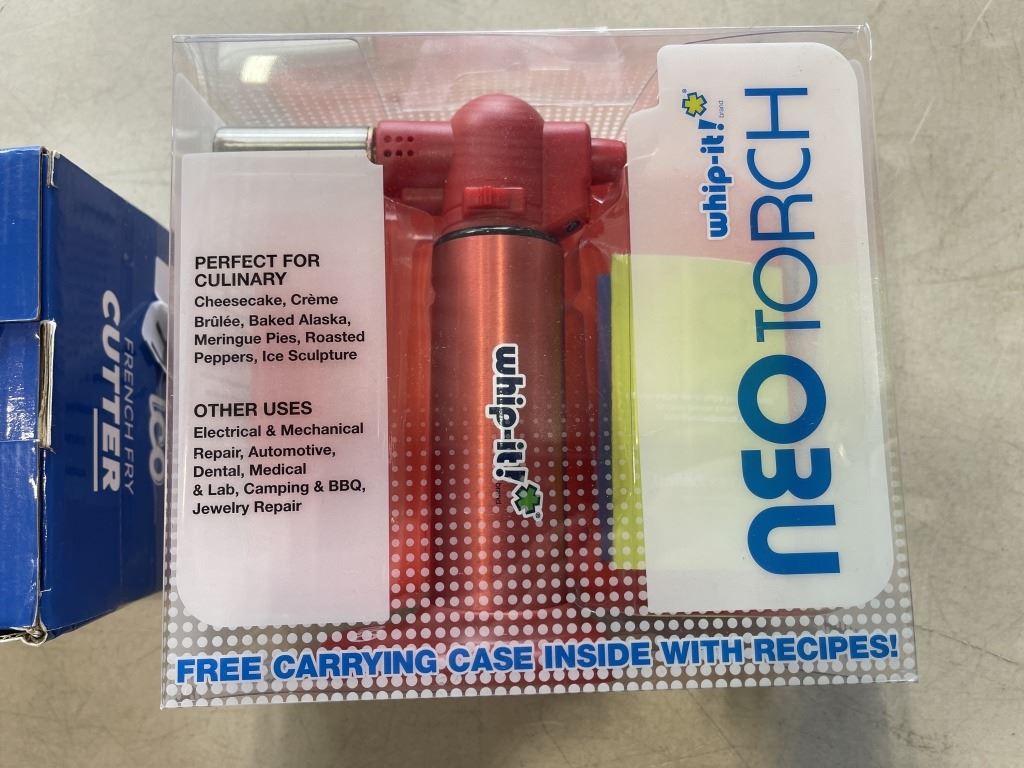 FRENCH FRY
CUTTER
PERFECT FOR
CULINARY
Cheesecake, Crème
Brûlée, Baked Alaska,
Meringue Pies, Roasted
Peppers, Ice Sculpture
OTHER USES
Electrical & Mechanical
Repair, Automotive,
Dental, Medical
& Lab, Camping & BBQ,
Jewelry Repair
whip-it!
brand
whip-it!
brand
NEO TORCH
FREE CARRYING CASE INSIDE WITH RECIPES!